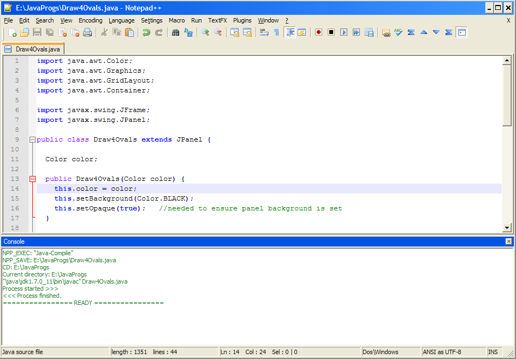 E:\JavaProgs\Draw4Ovals.java - Notepad++
File Edit Search View Encoding Language Settings Macro Run TextFX Plugins Window ?
X
Draw4Ovals.java
1 import java.awt.Color;
2 import java.awt.Graphics;
3 import java.awt.GridLayout;
4 import java.awt.Container;
5
6 import javax.swing.JFrame;
7 import javax.swing.JPanel;
8
9 public class Draw4Ovals extends JPanel {
10
11 Color color;
12
13 public Draw4Ovals(Color color) {
14 this.color = color;
15 this.setBackground(Color.BLACK);
16 this.setOpaque(true); //needed to ensure panel background is set
17 }
18
Console
NPP_EXEC: "Java-Compile"
NPP_SAVE: E:\JavaProgs\Draw4Ovals.java
CD: E:\JavaProgs
Current directory: E:\JavaProgs
"\java\jdk1.7.0_11\bin\javac" Draw4Ovals.java
Process started >>>
<<< Process finished.
================ READY ================
Java source file length : 1351 lines : 44 Ln : 14 Col : 24 Sel : 0 | 0 Dos\Windows ANSI as UTF-8 INS